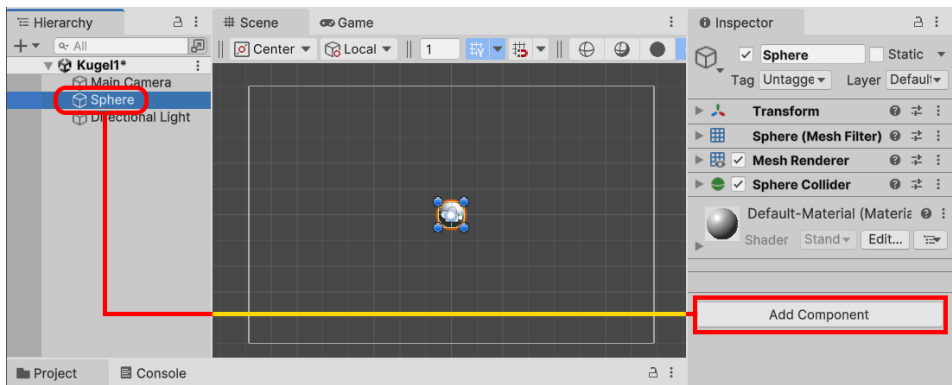 Hierarchy
All
Kugel1*
Main Camera
Sphere
Directional Light
Scene
Game
Center
Local
1
Inspector
Sphere
Static
Tag Untagge Layer Default
Transform
Sphere (Mesh Filter)
Mesh Renderer
Sphere Collider
Default-Material (Materia
Shader Stand Edit...
Add Component
Project
Console